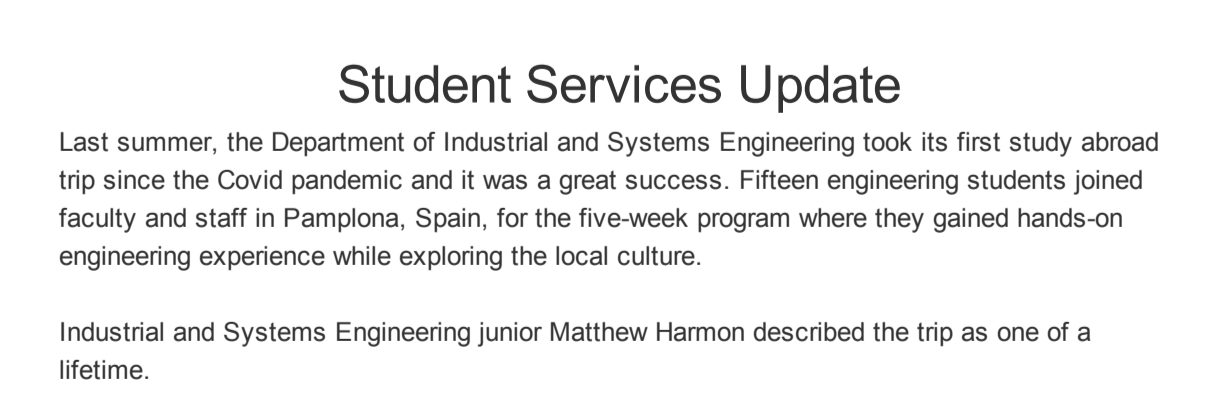 Student Services Update
Last summer, the Department of Industrial and Systems Engineering took its first study abroad
trip since the Covid pandemic and it was a great success. Fifteen engineering students joined
faculty and staff in Pamplona, Spain, for the five-week program where they gained hands-on
engineering experience while exploring the local culture.
Industrial and Systems Engineering junior Matthew Harmon described the trip as one of a
lifetime.